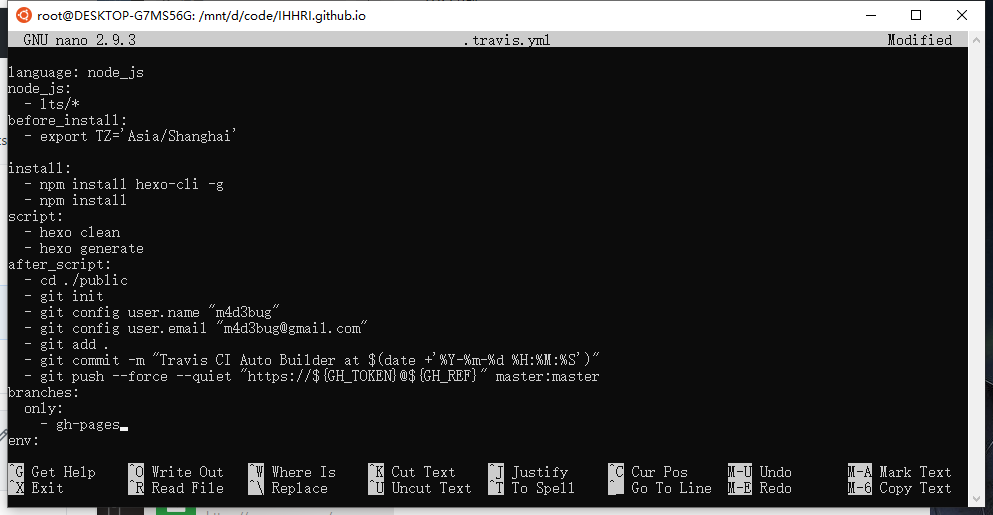 root@DESKTOP-G7MS56G: /mnt/d/code/IHHRI.github.io
GNU nano 2.9.3 .travis.yml Modified
language: node_js
node_js:
  - lts/*
before_install:
  - export TZ='Asia/Shanghai'
install:
  - npm install hexo-cli -g
  - npm install
script:
  - hexo clean
  - hexo generate
after_script:
  - cd ./public
  - git init
  - git config user.name "m4d3bug"
  - git config user.email "m4d3bug@gmail.com"
  - git add .
  - git commit -m "Travis CI Auto Builder at $(date +'%Y-%m-%d %H:%M:%S')"
  - git push --force --quiet "https://${GH_TOKEN}@${GH_REF}" master:master
branches:
  only:
    - gh-pages
env:
^G Get Help ^O Write Out ^W Where Is ^K Cut Text ^J Justify ^C Cur Pos M-U Undo M-A Mark Text
^X Exit ^R Read File ^\ Replace ^U Uncut Text ^T To Spell ^_ Go To Line M-E Redo M-6 Copy Text